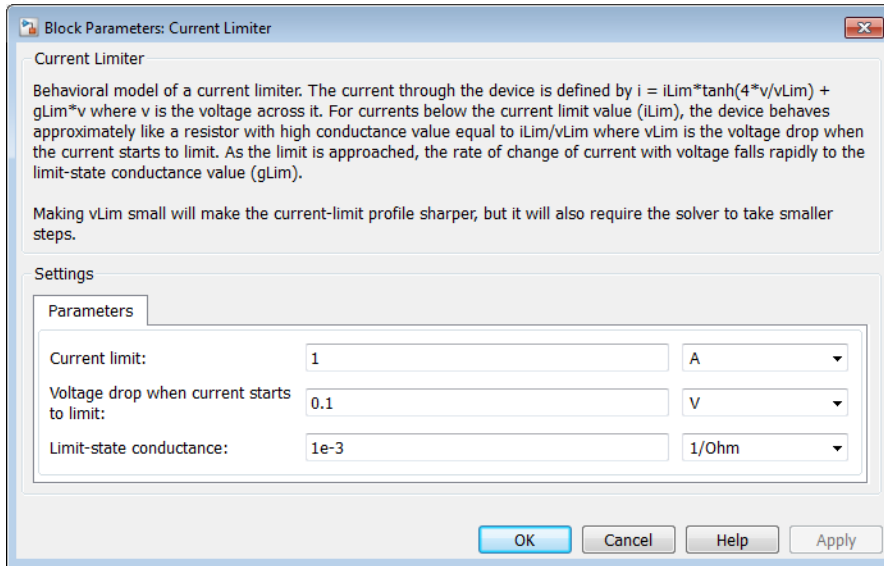 Block Parameters: Current Limiter
Current Limiter
Behavioral model of a current limiter. The current through the device is defined by i = iLim*tanh(4*v/vLim) +
gLim*v where v is the voltage across it. For currents below the current limit value (iLim), the device behaves
approximately like a resistor with high conductance value equal to iLim/vLim where vLim is the voltage drop when
the current starts to limit. As the limit is approached, the rate of change of current with voltage falls rapidly to the
limit-state conductance value (gLim).
Making vLim small will make the current-limit profile sharper, but it will also require the solver to take smaller
steps.
Settings
Parameters
Current limit: 1 A
Voltage drop when current starts
to limit: 0.1 V
Limit-state conductance: 1e-3 1/Ohm
OK Cancel Help Apply